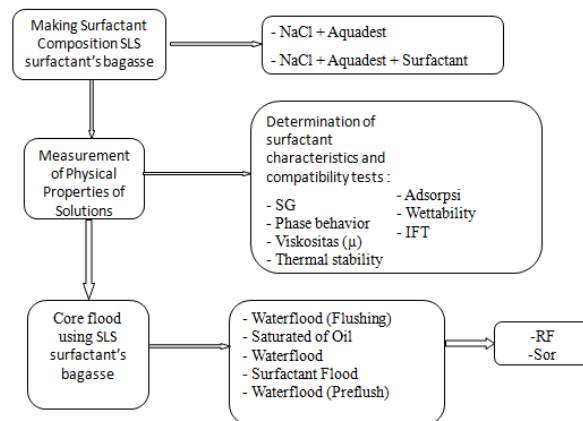 Making Surfactant
Composition SLS
surfactant's bagasse
- NaCl + Aquadest
- NaCl + Aquadest + Surfactant
Measurement
of Physical
Properties of
Solutions
Determination of
surfactant
characteristics and
compatibility tests :
- SG
- Phase behavior
- Viskositas (µ)
- Thermal stability
- Adsorpsi
- Wettability
- IFT
Core flood
using SLS
surfactant's
bagasse
- Waterflood (Flushing)
- Saturated of Oil
- Waterflood
- Surfactant Flood
- Waterflood (Preflush)
-RF
-Sor